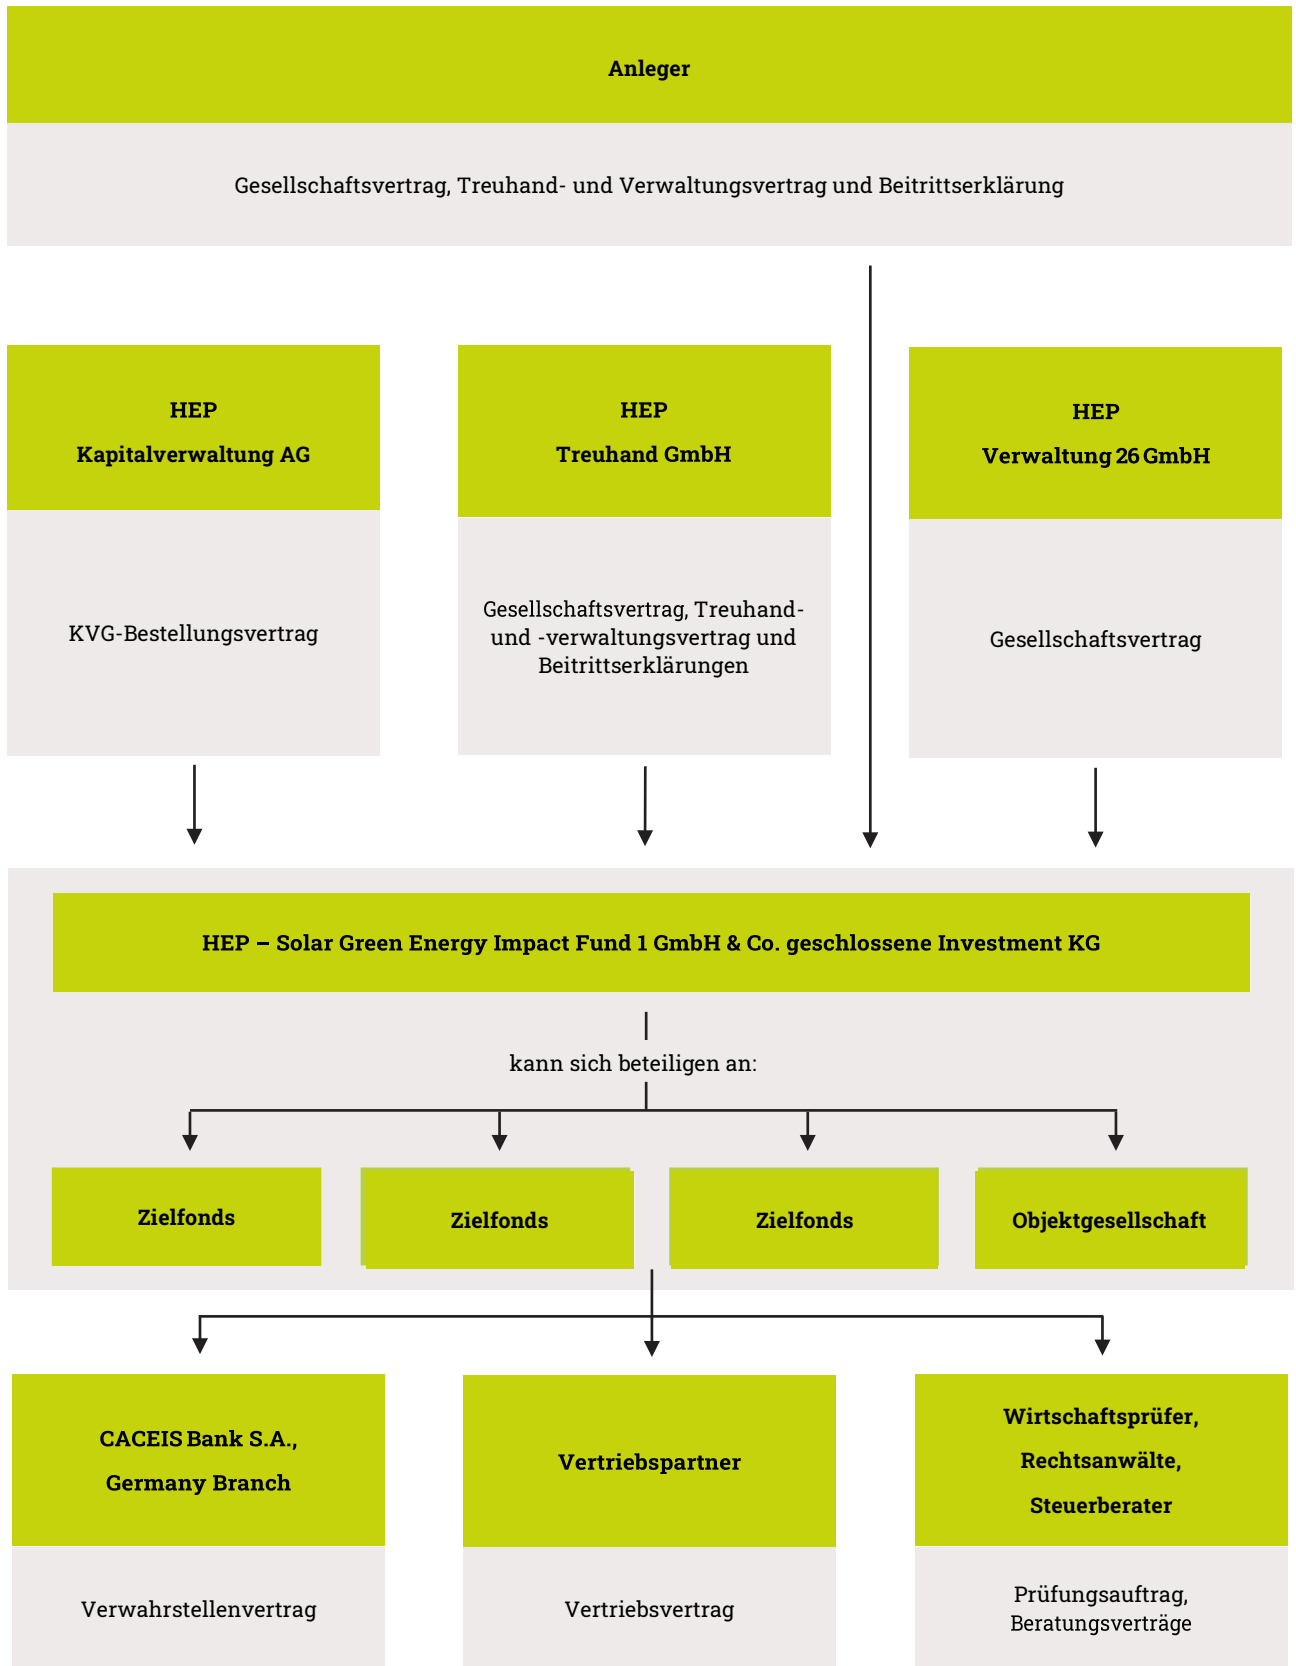 Anleger
Gesellschaftsvertrag, Treuhand- und Verwaltungsvertrag und Beitrittserklärung
HEP
Kapitalverwaltung AG
KVG-Bestellungsvertrag
HEP
Treuhand GmbH
Gesellschaftsvertrag, Treuhand-
und -verwaltungsvertrag und
Beitrittserklärungen
HEP
Verwaltung 26 GmbH
Gesellschaftsvertrag
HEP – Solar Green Energy Impact Fund 1 GmbH & Co. geschlossene Investment KG
kann sich beteiligen an:
Zielfonds
Zielfonds
Zielfonds
Objektgesellschaft
CACEIS Bank S.A.,
Germany Branch
Verwahrstellenvertrag
Vertriebspartner
Vertriebsvertrag
Wirtschaftsprüfer,
Rechtsanwälte,
Steuerberater
Prüfungsauftrag,
Beratungsverträge